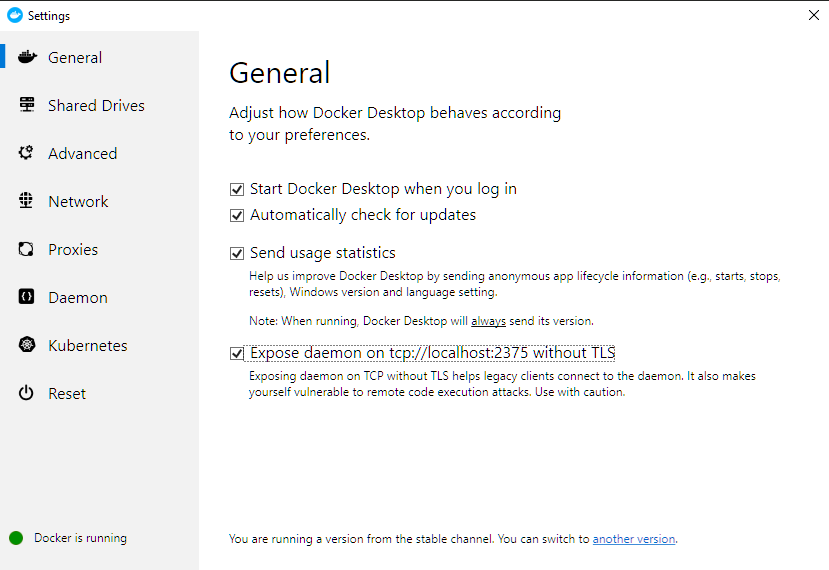 Settings
General
Shared Drives
Advanced
Network
Proxies
Daemon
Kubernetes
Reset
Docker is running
General
Adjust how Docker Desktop behaves according
to your preferences.
Start Docker Desktop when you log in
Automatically check for updates
Send usage statistics
Help us improve Docker Desktop by sending anonymous app lifecycle information (e.g., starts, stops,
resets), Windows version and language setting.
Note: When running, Docker Desktop will always send its version.
Expose daemon on tcp://localhost:2375 without TLS
Exposing daemon on TCP without TLS helps legacy clients connect to the daemon. It also makes
yourself vulnerable to remote code execution attacks. Use with caution.
You are running a version from the stable channel. You can switch to another version.